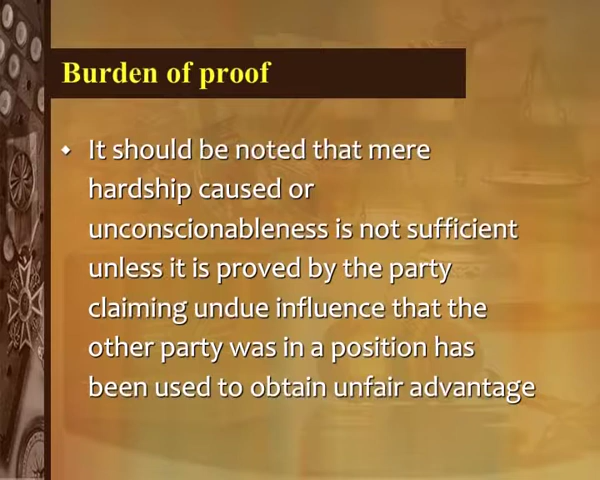 Burden of proof
• It should be noted that mere
hardship caused or
unconscionableness is not sufficient
unless it is proved by the party
claiming undue influence that the
other party was in a position has
been used to obtain unfair advantage